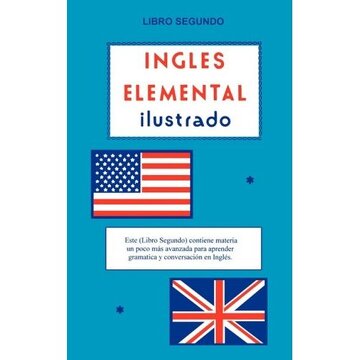 LIBRO SEGUNDO
INGLES
ELEMENTAL
ilustrado
Este (Libro Segundo) contiene materia
un poco más avanzada para aprender
gramatica y conversación en Inglés.